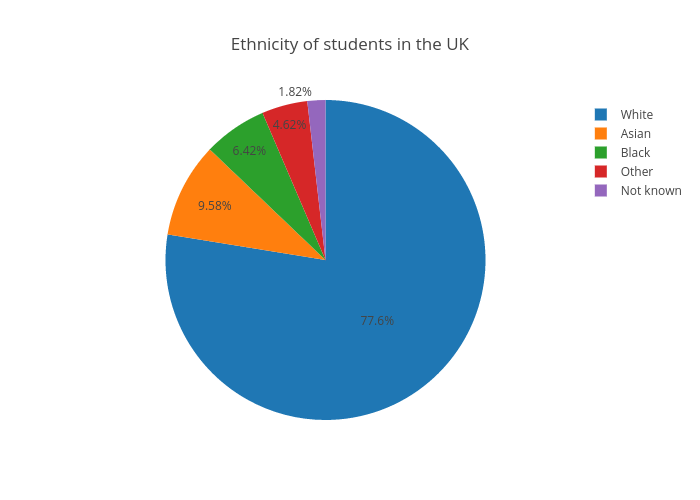 Ethnicity of students in the UK
1.82%
4.62%
6.42%
9.58%
77.6%
White
Asian
Black
Other
Not known